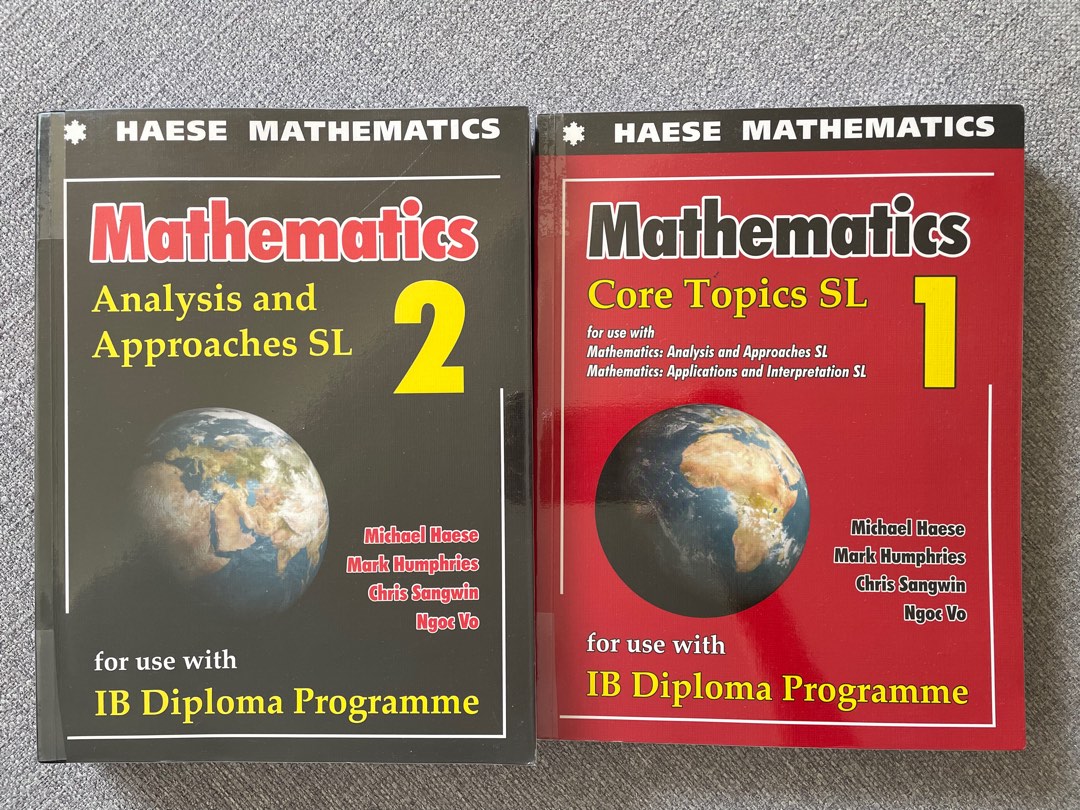 HAESE MATHEMATICS
Mathematics
Analysis and
Approaches SL
2
Michael Haese
Mark Humphries
Chris Sangwin
Ngoc Vo
for use with
IB Diploma Programme
HAESE MATHEMATICS
Mathematics
Core Topics SL
1
for use with
Mathematics: Analysis and Approaches SL
Mathematics: Applications and Interpretation SL
Michael Haese
Mark Humphries
Chris Sangwin
Ngoc Vo
for use with
IB Diploma Programme